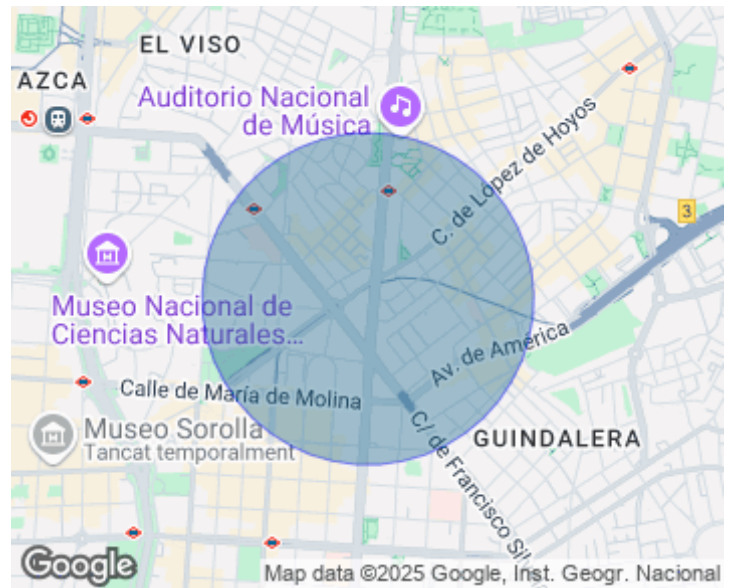 EL VISO
AZCA
Auditorio Nacional
de Música
C. de López de Hoyos
3
Museo Nacional de
Ciencias Naturales...
Av. de América
Calle de María de Molina
Museo Sorolla
Tancat temporalment
GUINDALERA
C/ de Francisco Sil
Google
Map data ©2025 Google, Inst. Geogr. Nacional